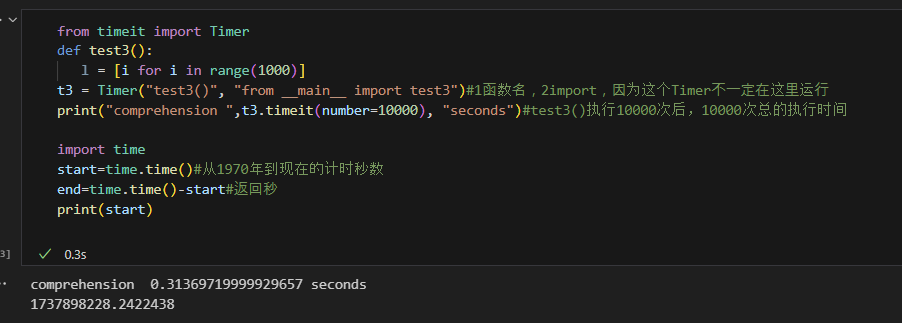 from timeit import Timer
def test3():
    l = [i for i in range(1000)]
t3 = Timer("test3()", "from __main__ import test3")#1函数名，2import，因为这个Timer不一定在这里运行
print("comprehension ",t3.timeit(number=10000), "seconds")#test3()执行10000次后，10000次总的执行时间
import time
start=time.time()#从1970年到现在的计时秒数
end=time.time()-start#返回秒
print(start)
3]
0.3s
comprehension  0.31369719999929657 seconds
1737898228.2422438